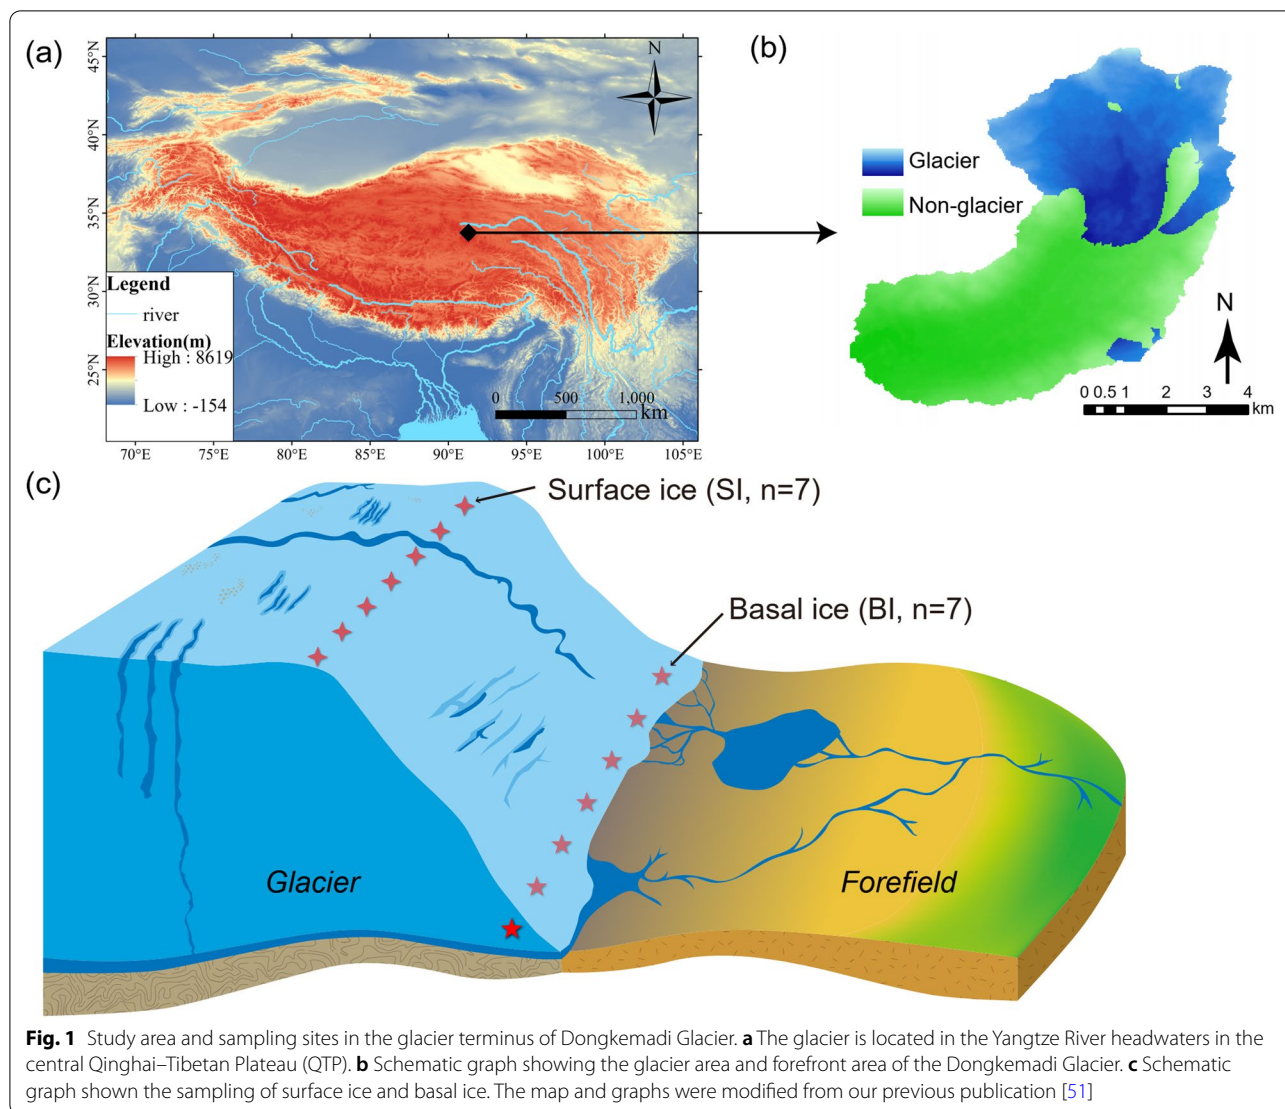 (a)
45°N
40°N
35°N
30°N
25°N
N
Legend
river
Elevation(m)
High : 8619
Low : -154
0 500 1,000
km
70°E 75°E 80°E 85°E 90°E 95°E 100°E 105°E
(b)
Glacier
Non-glacier
N
0 0.5 1 2 3 4
km
(c)
Surface ice (SI, n=7)
Basal ice (BI, n=7)
Glacier
Forefield
Fig. 1 Study area and sampling sites in the glacier terminus of Dongkemadi Glacier. a The glacier is located in the Yangtze River headwaters in the
central Qinghai–Tibetan Plateau (QTP). b Schematic graph showing the glacier area and forefront area of the Dongkemadi Glacier. c Schematic
graph shown the sampling of surface ice and basal ice. The map and graphs were modified from our previous publication [51]